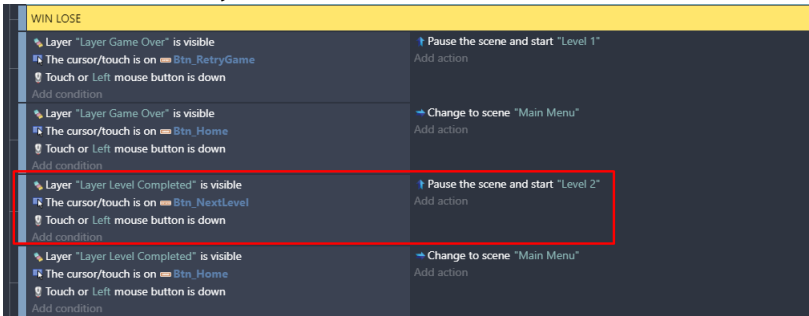 WIN LOSE
Layer "Layer Game Over" is visible
Pause the scene and start "Level 1"
The cursor/touch is on Btn_RetryGame
Add action
Touch or Left mouse button is down
Add condition
Layer "Layer Game Over" is visible
Change to scene "Main Menu"
The cursor/touch is on Btn_Home
Add action
Touch or Left mouse button is down
Add condition
Layer "Layer Level Completed" is visible
Pause the scene and start "Level 2"
The cursor/touch is on Btn_NextLevel
Add action
Touch or Left mouse button is down
Add condition
Layer "Layer Level Completed" is visible
Change to scene "Main Menu"
The cursor/touch is on Btn_Home
Add action
Touch or Left mouse button is down
Add condition